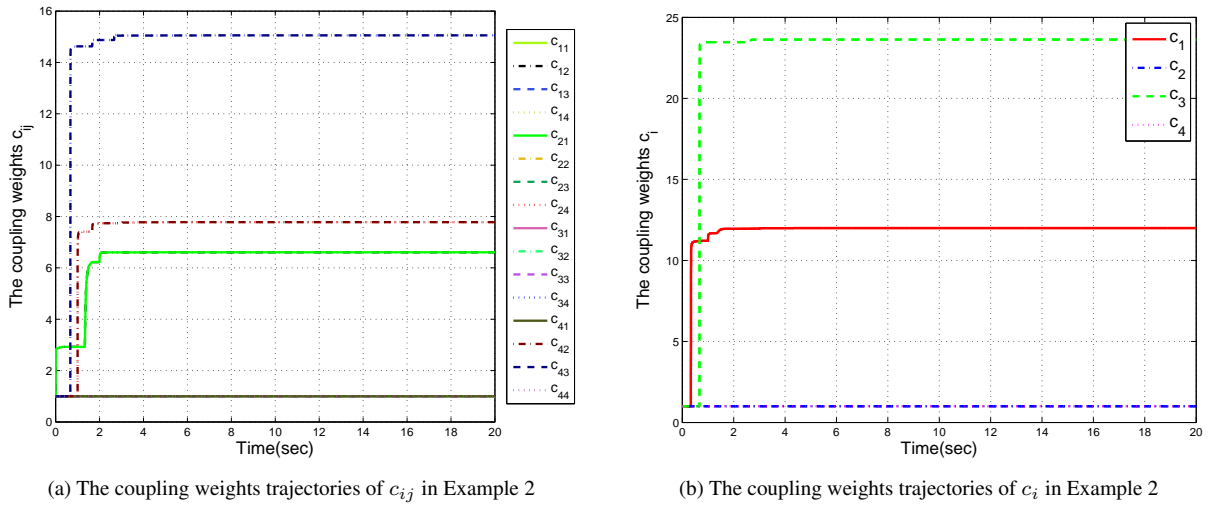 16
14
12
10
8
6
4
2
0
The coupling weights c_ij
0 2 4 6 8 10 12 14 16 18 20
Time(sec)
c_11
c_12
c_13
c_14
c_21
c_22
c_23
c_24
c_31
c_32
c_33
c_34
c_41
c_42
c_43
c_44
(a) The coupling weights trajectories of c_ij in Example 2
25
20
15
10
5
0
The coupling weights c_i
0 2 4 6 8 10 12 14 16 18 20
Time(sec)
c_1
c_2
c_3
c_4
(b) The coupling weights trajectories of c_i in Example 2